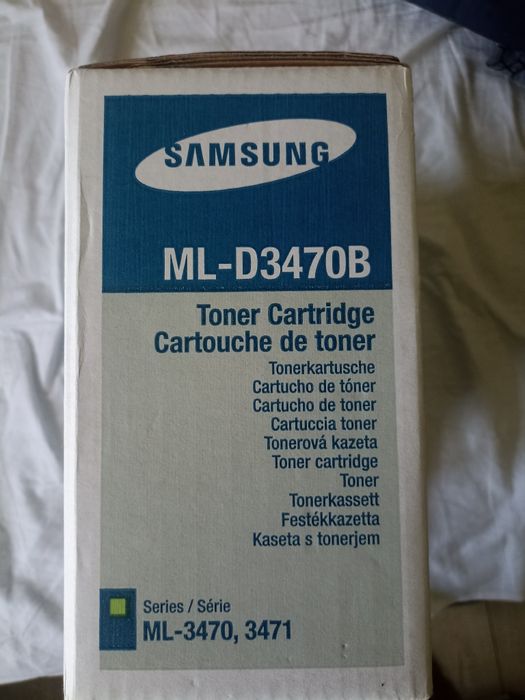 SAMSUNG
ML-D3470B
Toner Cartridge
Cartouche de toner
Tonerkartusche
Cartucho de tóner
Cartucho de toner
Cartuccia toner
Tonerová kazeta
Toner cartridge
Toner
Tonerkassett
Festékkazetta
Kaseta s tonerjem
Series / Série
ML-3470, 3471